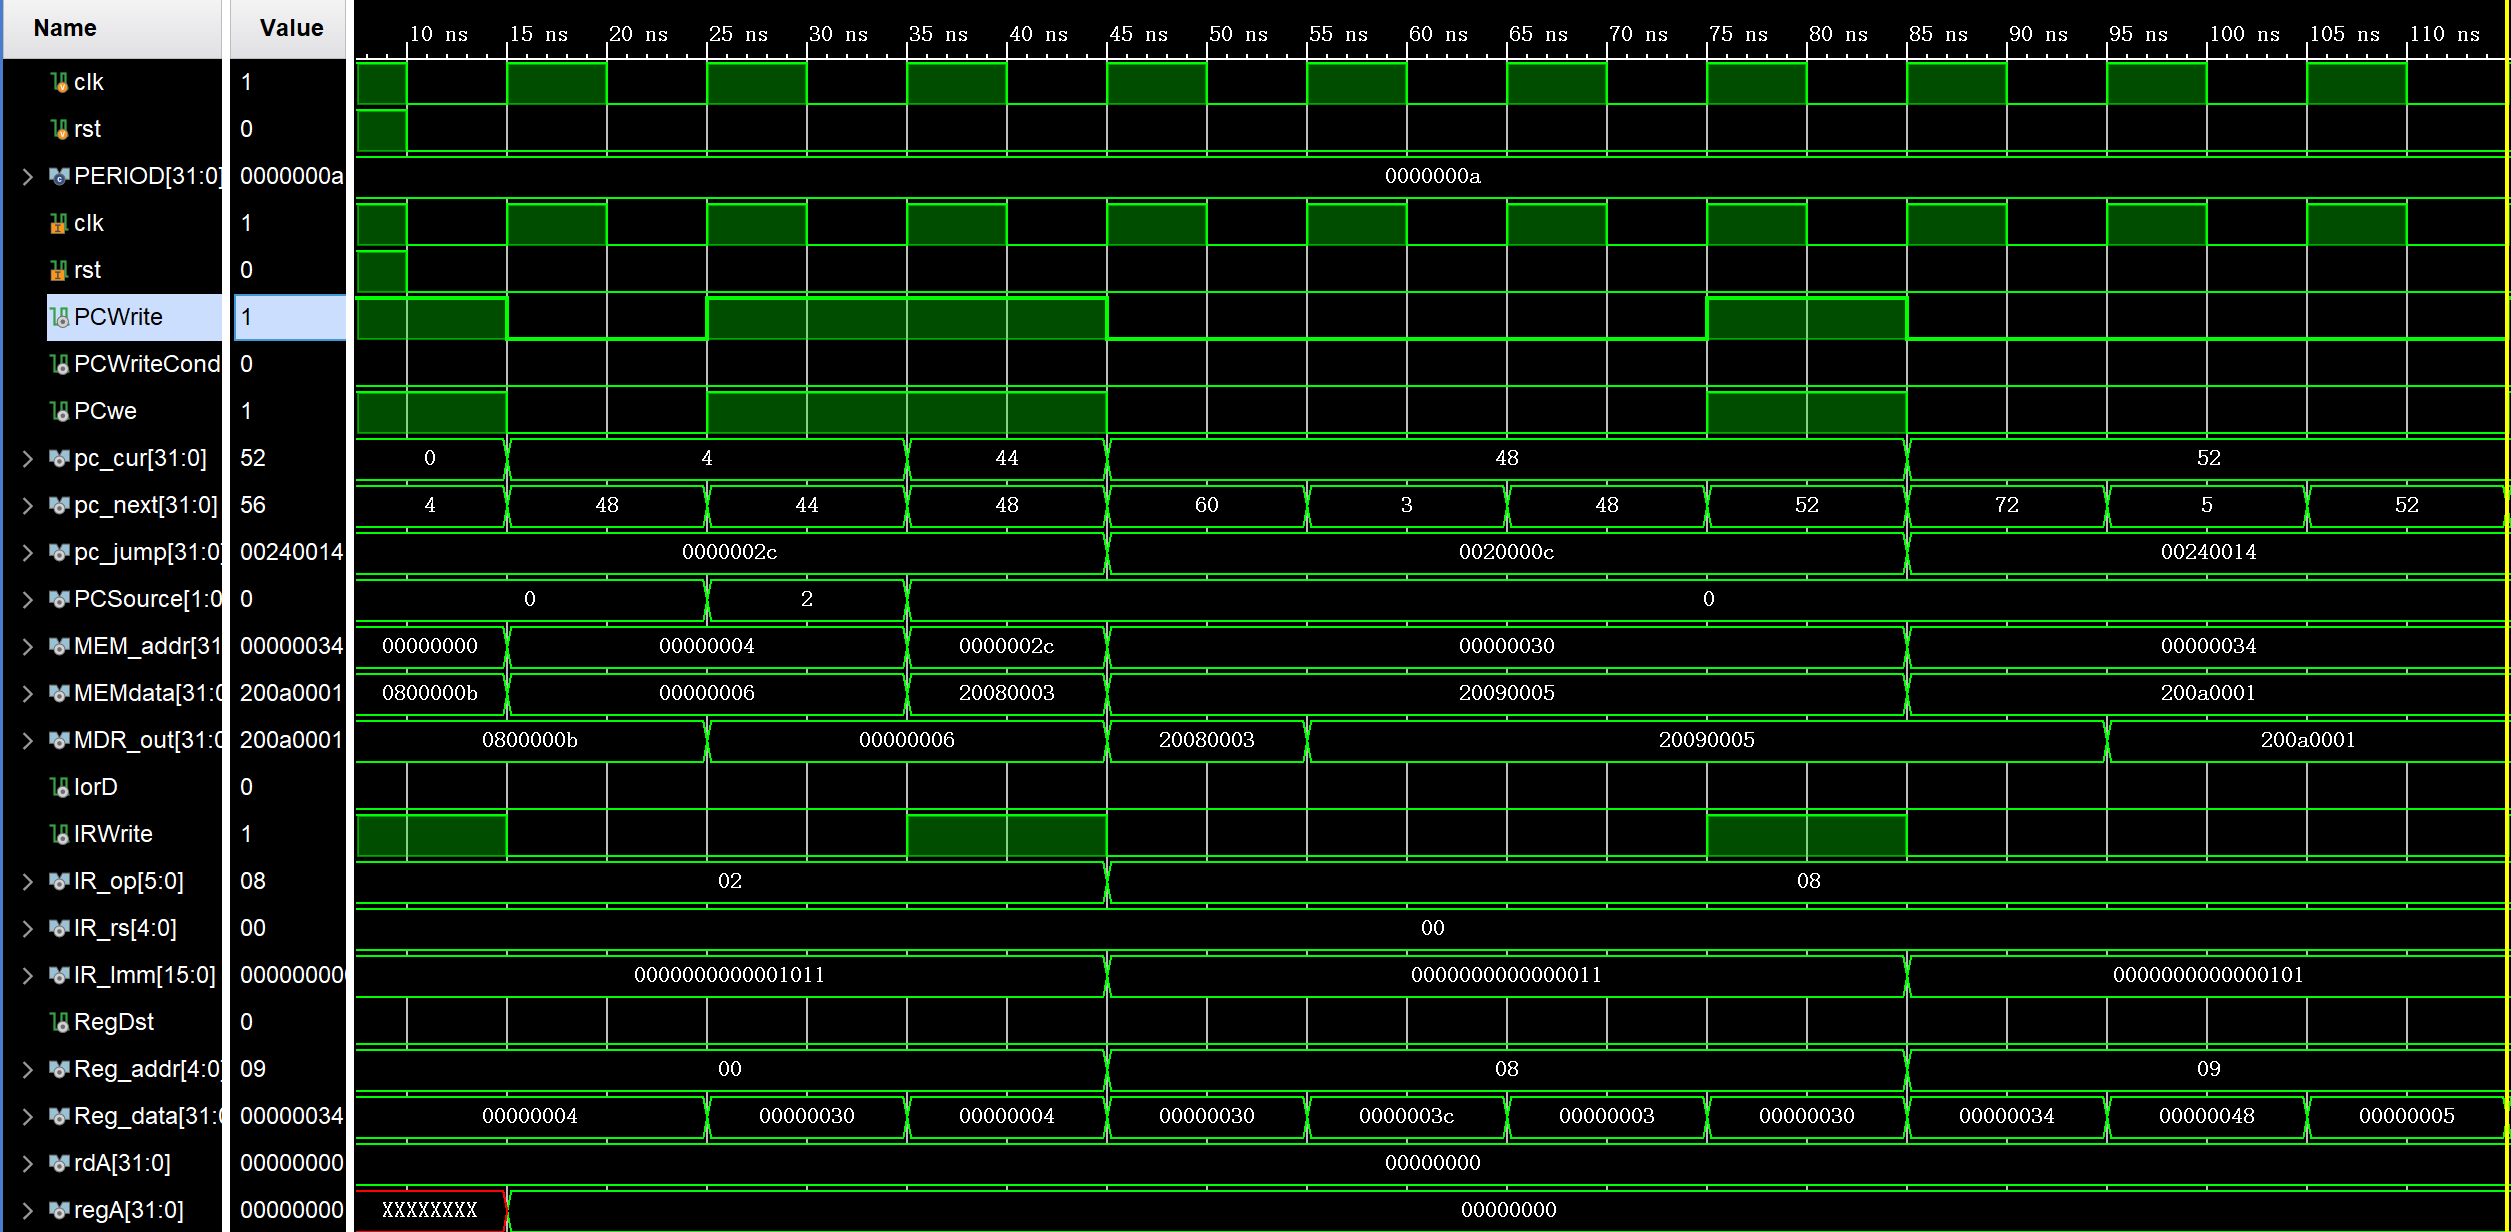 Name Value 10 ns 15 ns 20 ns 25 ns 30 ns 35 ns 40 ns 45 ns 50 ns 55 ns 60 ns 65 ns 70 ns 75 ns 80 ns 85 ns 90 ns 95 ns 100 ns 105 ns 110 ns
clk 1
rst 0
PERIOD[31:0] 0000000a 0000000a
clk 1
rst 0
PCWrite 1
PCWriteCond 0
PCwe 1
pc_cur[31:0] 52 0 4 44 48 52
pc_next[31:0] 56 4 48 44 48 60 3 48 52 72 5 52
pc_jump[31:0] 00240014 0000002c 0020000c 00240014
PCSource[1:0 0 0 2 0
MEM_addr[31 00000034 00000000 00000004 0000002c 00000030 00000034
MEMdata[31:0 200a0001 0800000b 00000006 20080003 20090005 200a0001
MDR_out[31:0 200a0001 0800000b 00000006 20080003 20090005 200a0001
IorD 0
IRWrite 1
IR_op[5:0] 08 02 08
IR_rs[4:0] 00 00
IR_Imm[15:0] 000000000 0000000000001011 0000000000000011 0000000000000101
RegDst 0
Reg_addr[4:0] 09 00 08 09
Reg_data[31:0 00000034 00000004 00000030 00000004 00000030 0000003c 00000003 00000030 00000034 00000048 00000005
rdA[31:0] 00000000 00000000
regA[31:0] 00000000 XXXXXXXX 00000000